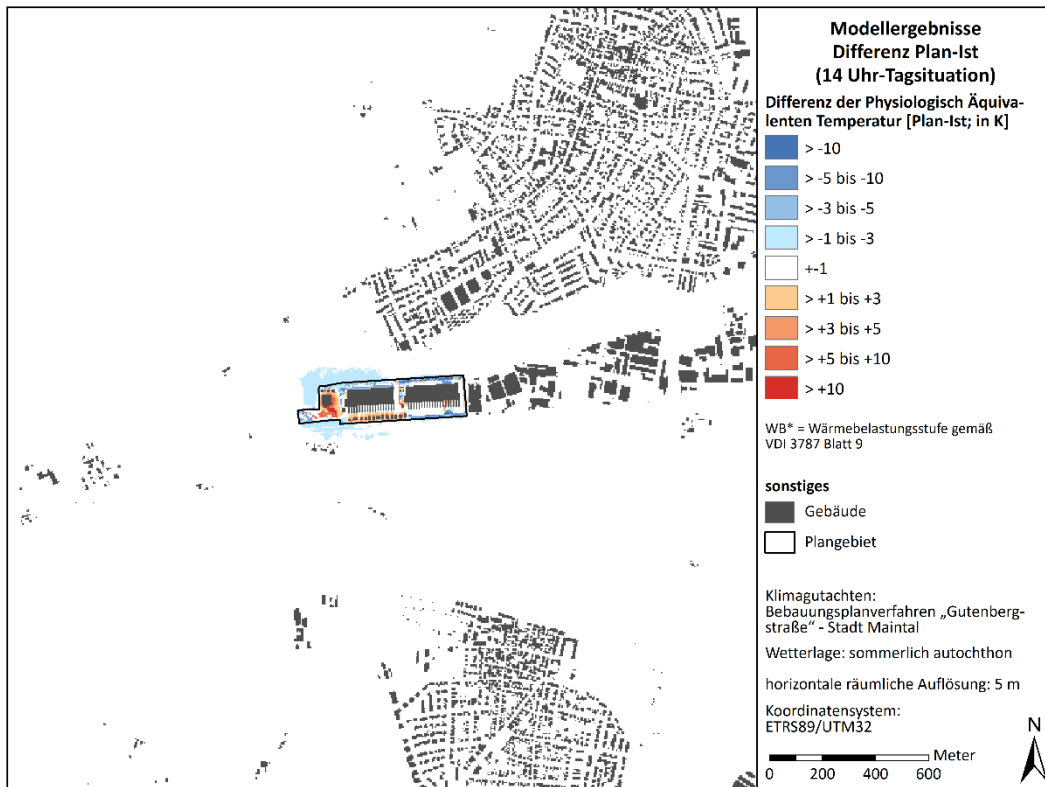 Modellergebnisse
Differenz Plan-Ist
(14 Uhr-Tagsituation)
Differenz der Physiologisch Äquiva-
lenten Temperatur [Plan-Ist; in K]
> -10
> -5 bis -10
> -3 bis -5
> -1 bis -3
+-1
> +1 bis +3
> +3 bis +5
> +5 bis +10
> +10
WB* = Wärmebelastungsstufe gemäß
VDI 3787 Blatt 9
sonstiges
Gebäude
Plangebiet
Klimagutachten:
Bebauungsplanverfahren „Gutenberg-
straße“ - Stadt Maintal
Wetterlage: sommerlich autochthon
horizontale räumliche Auflösung: 5 m
Koordinatensystem:
ETRS89/UTM32
N
Meter
0 200 400 600